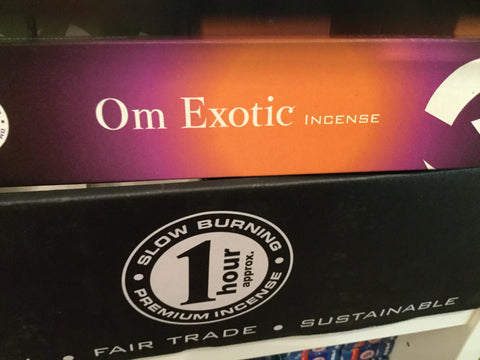 Om Exotic INCENSE
SLOW BURNING
1 hour approx.
PREMIUM INCENSE
• FAIR TRADE • SUSTAINABLE